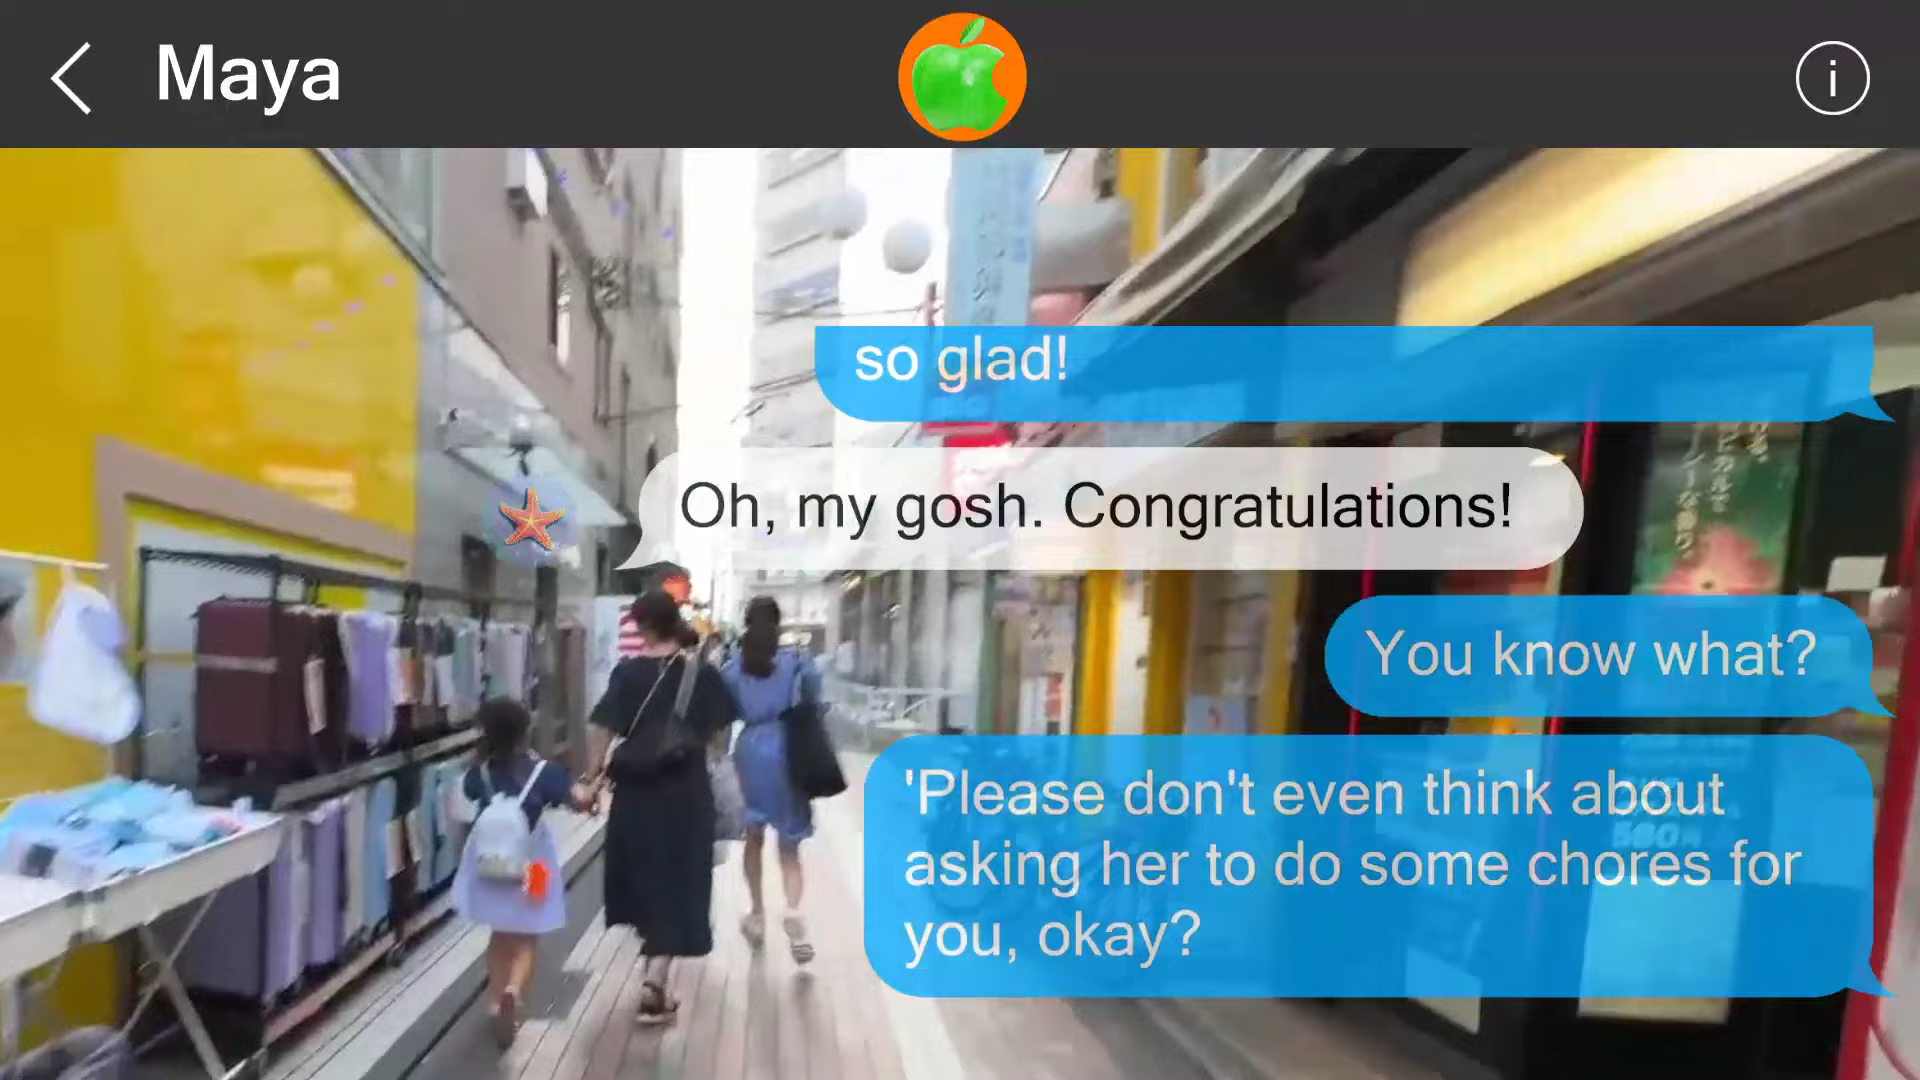 Maya
so glad!
Oh, my gosh. Congratulations!
You know what?
'Please don't even think about
asking her to do some chores for
you, okay?